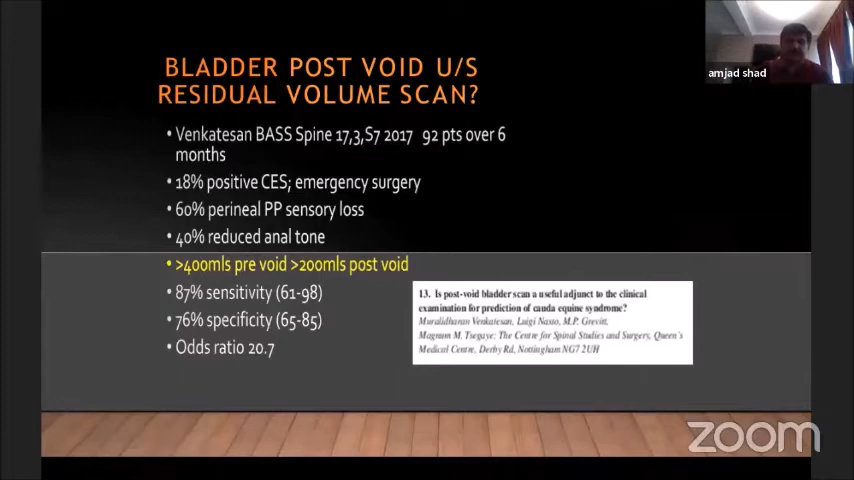 BLADDER POST VOID U/S
RESIDUAL VOLUME SCAN?
amjad shad
• Venkatesan BASS Spine 17,3,S7 2017 92 pts over 6
months
• 18% positive CES; emergency surgery
• 60% perineal PP sensory loss
• 40% reduced anal tone
• >400mls pre void >200mls post void
• 87% sensitivity (61-98)
• 76% specificity (65-85)
• Odds ratio 20.7
13. Is post-void bladder scan a useful adjunct to the clinical
examination for prediction of cauda equine syndrome?
Muralidharan Venkatesan, Luigi Nasto, M.P. Grevitt,
Magnum M. Tsegaye; The Centre for Spinal Studies and Surgery, Queen's
Medical Centre, Derby Rd, Nottingham NG7 2UH
zoom